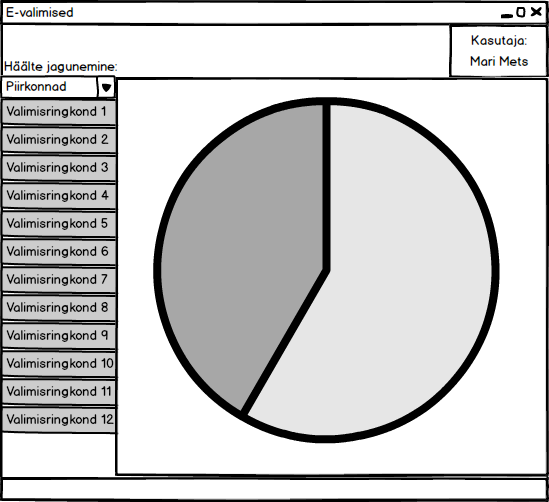 E-valimised
Kasutaja:
Mari Mets
Häälte jagunemine:
Piirkonnad
Valimisringkond 1
Valimisringkond 2
Valimisringkond 3
Valimisringkond 4
Valimisringkond 5
Valimisringkond 6
Valimisringkond 7
Valimisringkond 8
Valimisringkond 9
Valimisringkond 10
Valimisringkond 11
Valimisringkond 12